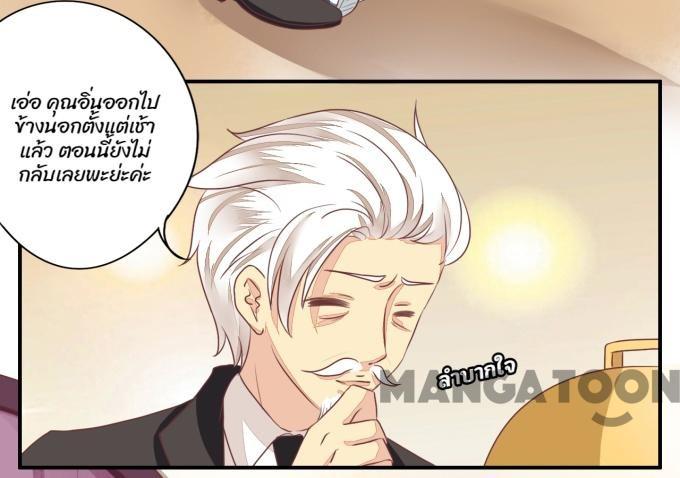 เอ่อ คุณอิ่นออกไป
ข้างนอกตั้งแต่เช้า
แล้ว ตอนนี้ยังไม่
กลับเลยพะย่ะค่ะ
ลำบากใจ
MANGATOON